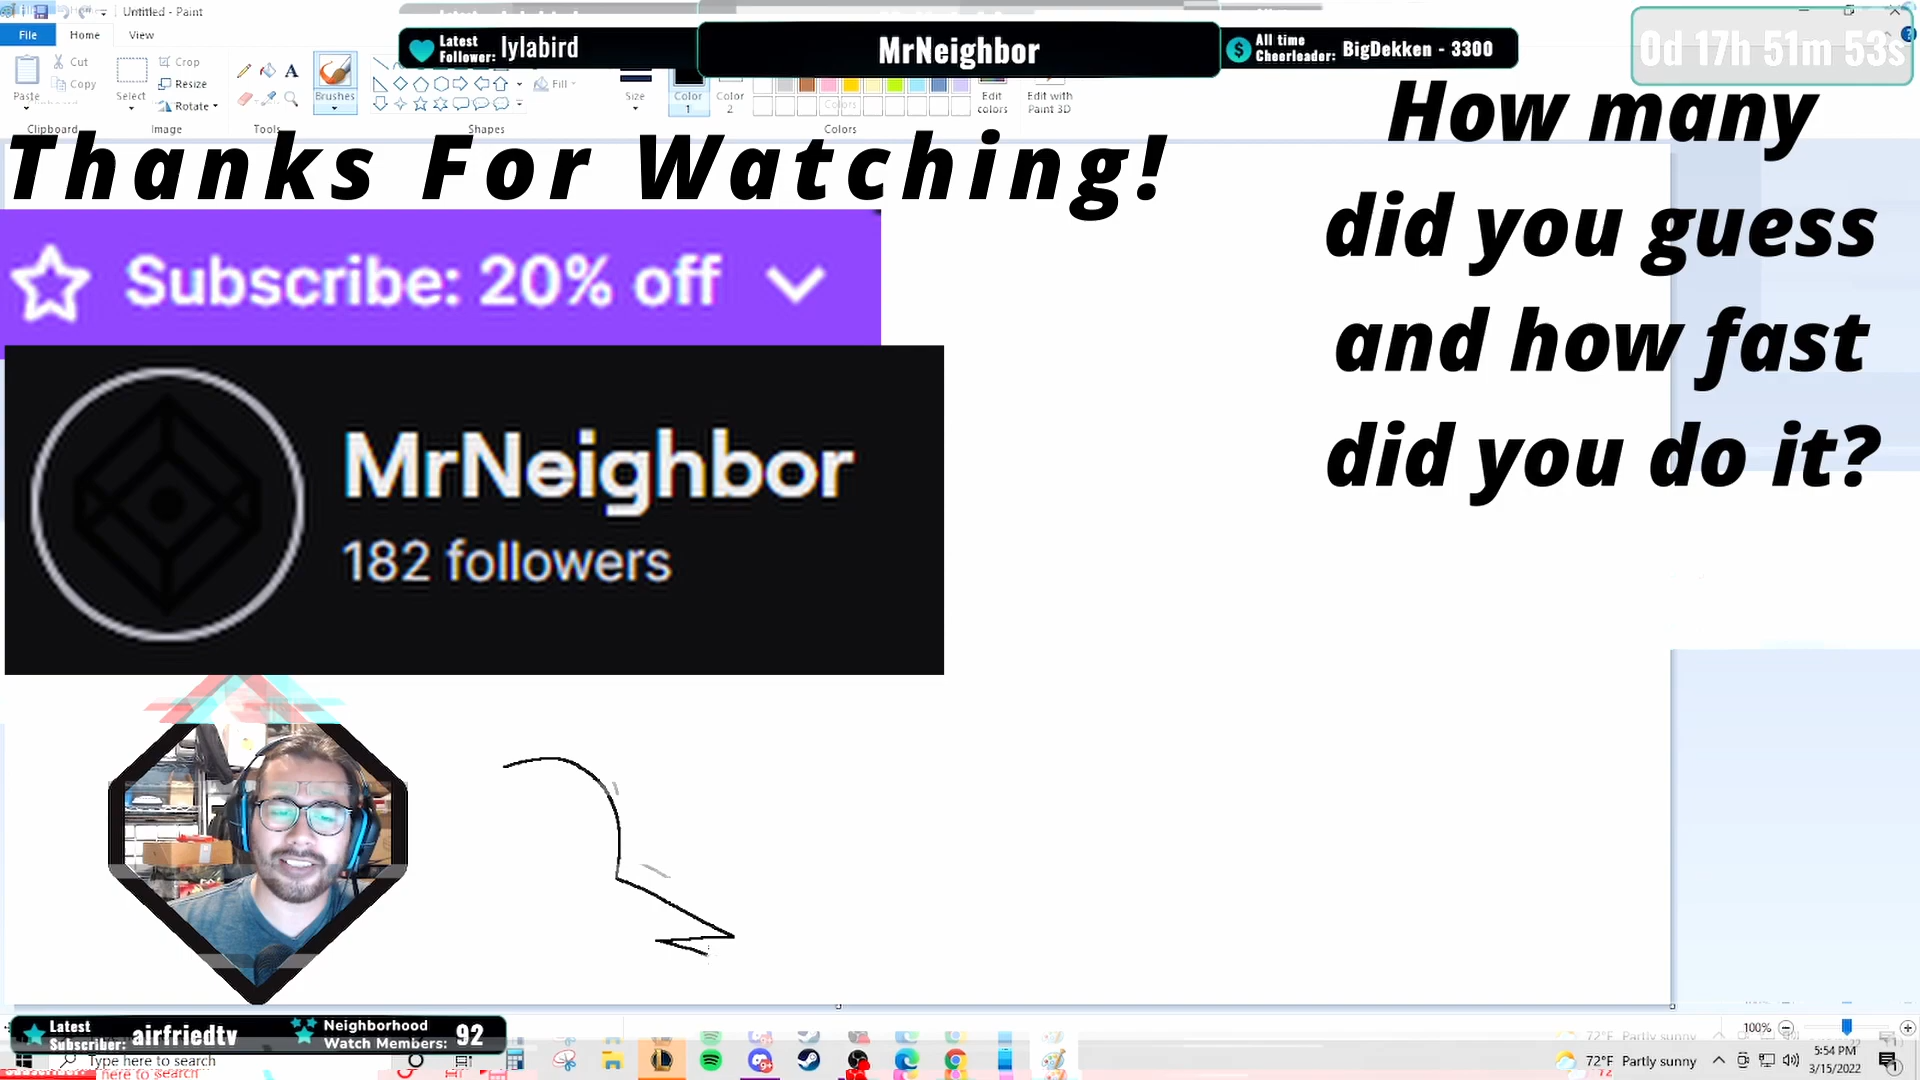 Untitled - Paint
File Home View
Latest Follower: lylabird
MrNeighbor
All time Cheerleader: BigDekken - 3300
0d 17h 51m 53s
Cut
Copy
Paste
Select
Crop
Resize
Rotate
Brushes
Fill
Size
Color 1
Color 2
Colors
Edit colors
Edit with Paint 3D
Clipboard Image Tools Shapes Colors
Thanks For Watching!
How many
did you guess
and how fast
did you do it?
Subscribe: 20% off
MrNeighbor
182 followers
100%
Latest Subscriber: airfriedtv
Neighborhood Watch Members: 92
Type here to search
72°F Partly sunny
5:54 PM
3/15/2022